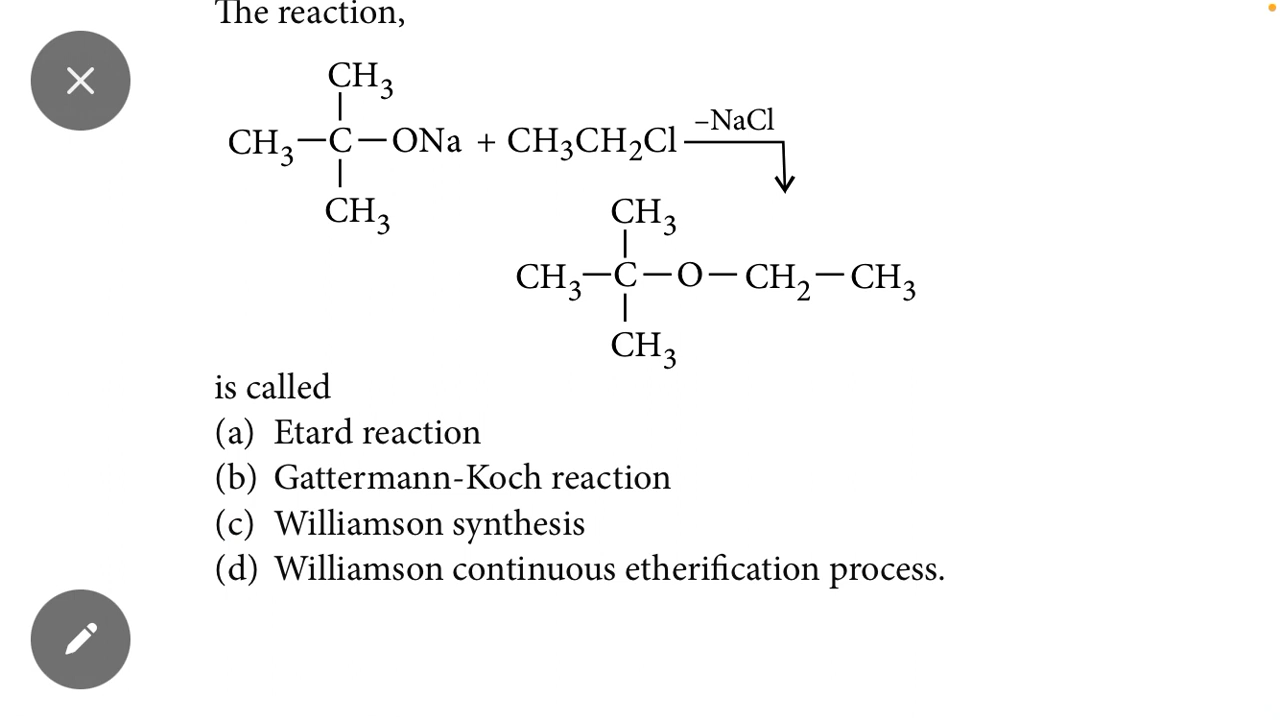 The reaction,
CH3
CH3—C—ONa + CH3CH2Cl –NaCl
CH3
CH3
CH3—C—O—CH2—CH3
CH3
is called
(a) Etard reaction
(b) Gattermann-Koch reaction
(c) Williamson synthesis
(d) Williamson continuous etherification process.